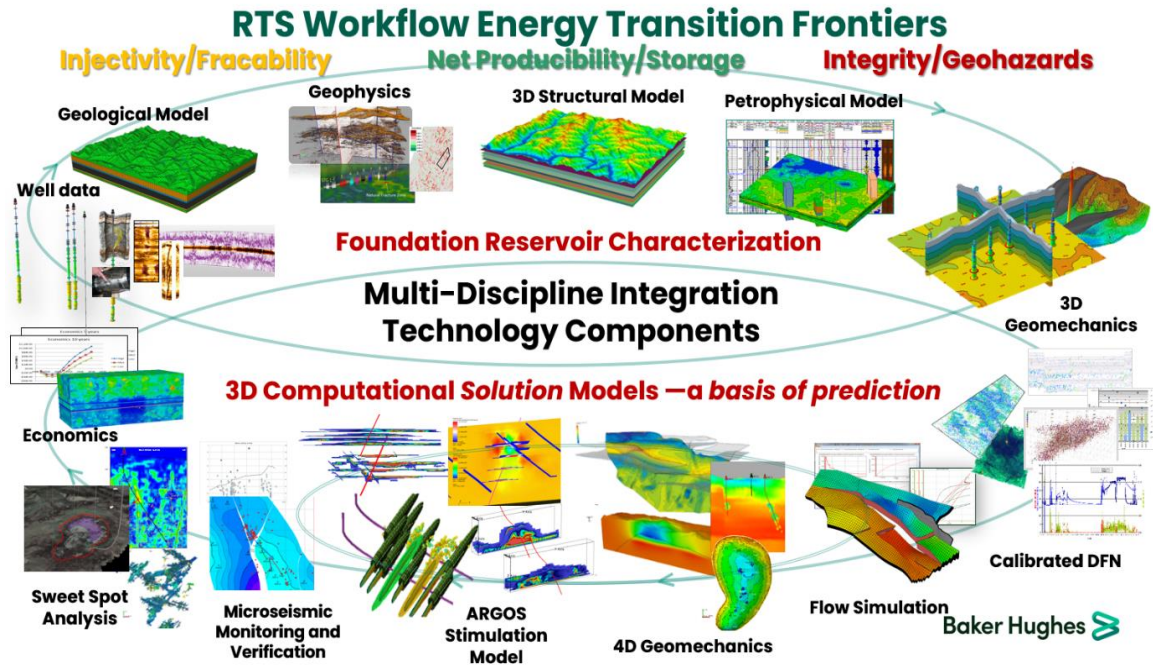 RTS Workflow Energy Transition Frontiers
Injectivity/Fracability
Net Producibility/Storage
Integrity/Geohazards
Geophysics
3D Structural Model
Petrophysical Model
Geological Model
Well data
Foundation Reservoir Characterization
Multi-Discipline Integration
Technology Components
3D
Geomechanics
3D Computational Solution Models —a basis of prediction
Economics
Sweet Spot
Analysis
Microseismic
Monitoring and
Verification
ARGOS
Stimulation
Model
4D Geomechanics
Flow Simulation
Calibrated DFN
Baker Hughes